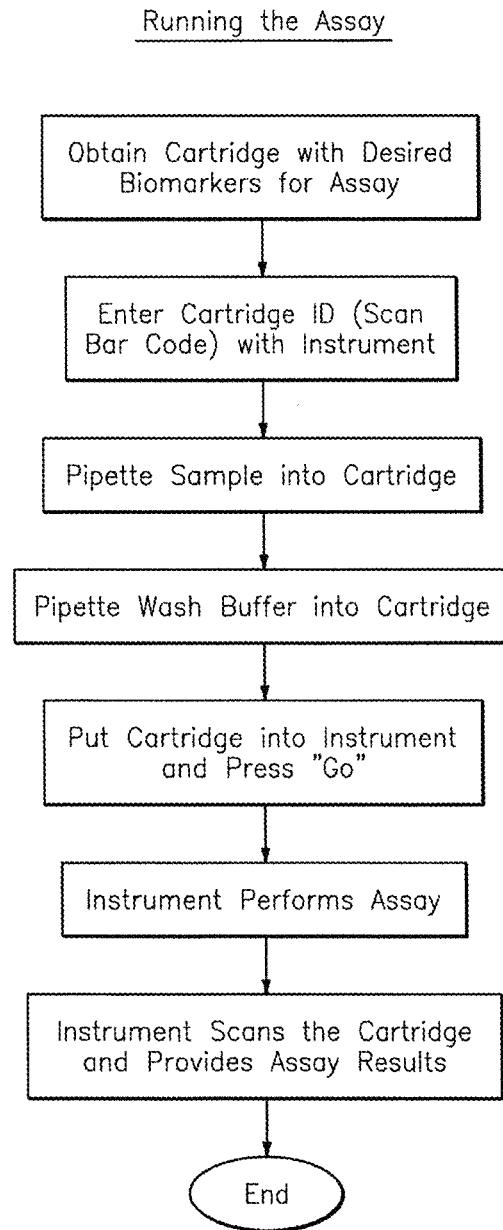 Running the Assay
Obtain Cartridge with Desired
Biomarkers for Assay
Enter Cartridge ID (Scan
Bar Code) with Instrument
Pipette Sample into Cartridge
Pipette Wash Buffer into Cartridge
Put Cartridge into Instrument
and Press "Go"
Instrument Performs Assay
Instrument Scans the Cartridge
and Provides Assay Results
End